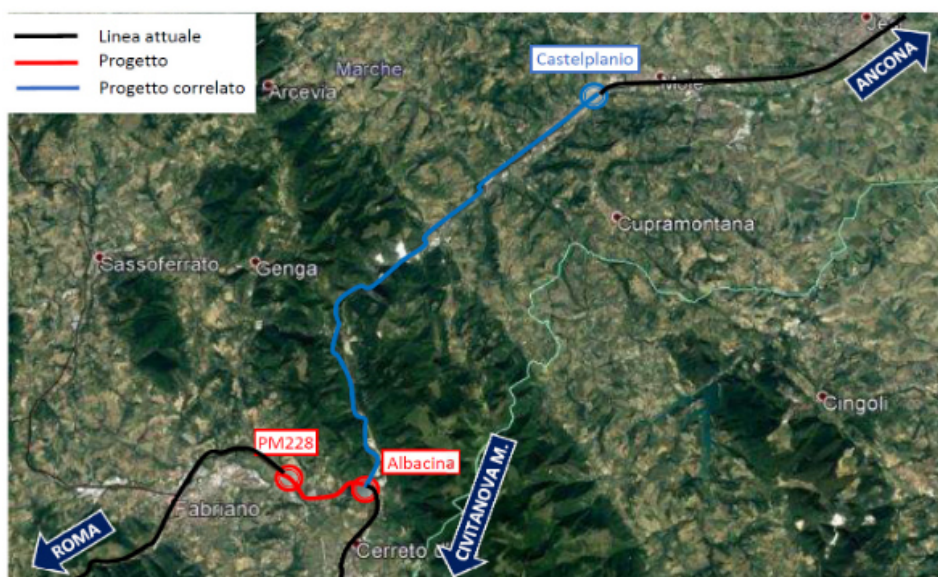 Linea attuale
Progetto
Progetto correlato
Marche
Arcevia
Castelplanio
Moie
ANCONA
Cupramontana
Sassoferrato
Genga
Cingoli
PM228
Albacina
Fabriano
Cerreto
ROMA
CIVITANOVA M.